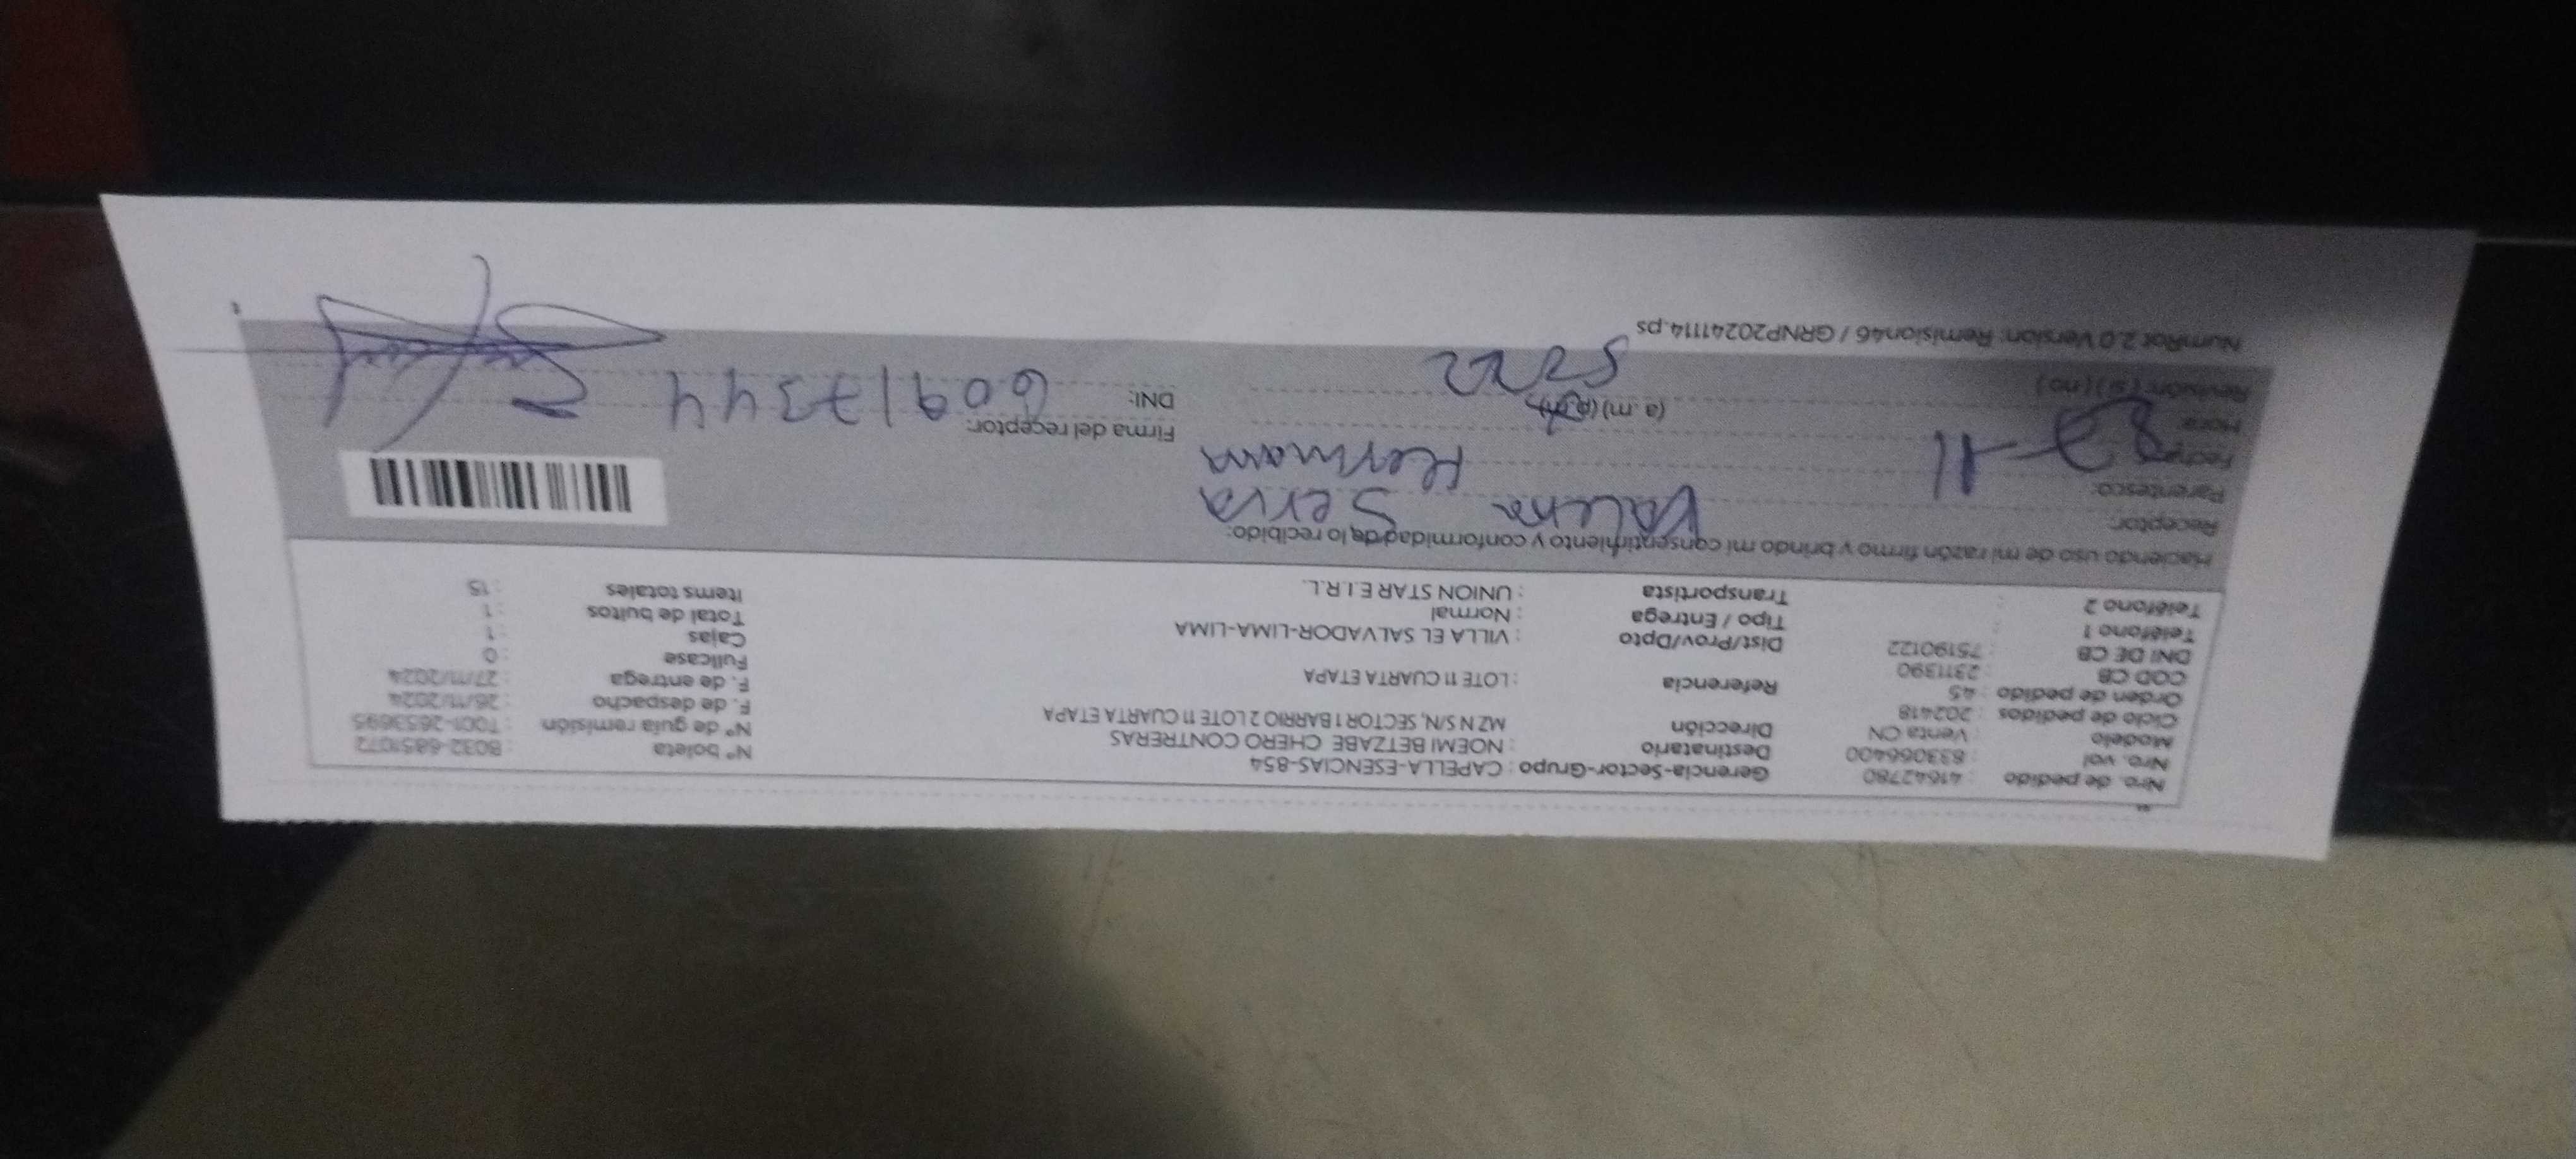 Nro. de pedido : 41642780 Gerencia-Sector-Grupo : CAPELLA-ESENCIAS-854 N° boleta : B032-6851072
Nro. vol : 83066400 Destinatario : NOEMI BETZABE CHERO CONTRERAS N° de guía remisión : T001-2653695
Modelo : Venta CN Dirección MZ N S/N, SECTOR 1 BARRIO 2 LOTE 11 CUARTA ETAPA F. de despacho : 26/11/2024
Ciclo de pedidos : 202418 F. de entrega : 27/11/2024
Orden de pedido : 45 Referencia : LOTE 11 CUARTA ETAPA Fullcase : 0
COD CB : 2311390 Cajas : 1
DNI DE CB : 75190122 Dist/Prov/Dpto : VILLA EL SALVADOR-LIMA-LIMA Total de bultos : 1
Teléfono 1 : Tipo / Entrega : Normal Items totales : 15
Teléfono 2 : Transportista : UNION STAR E.I.R.L.
Haciendo uso de mi razón firmo y brindo mi consentimiento y conformidad de lo recibido:
Receptor:
Parentesco: Hermana
Fecha:
Hora: (a.m) (p.m) Firma del receptor:
Revisión: ( si ) ( no ) DNI: 60917344
NumRot 2.0 Version: Remision46 / GRNP20241114.ps